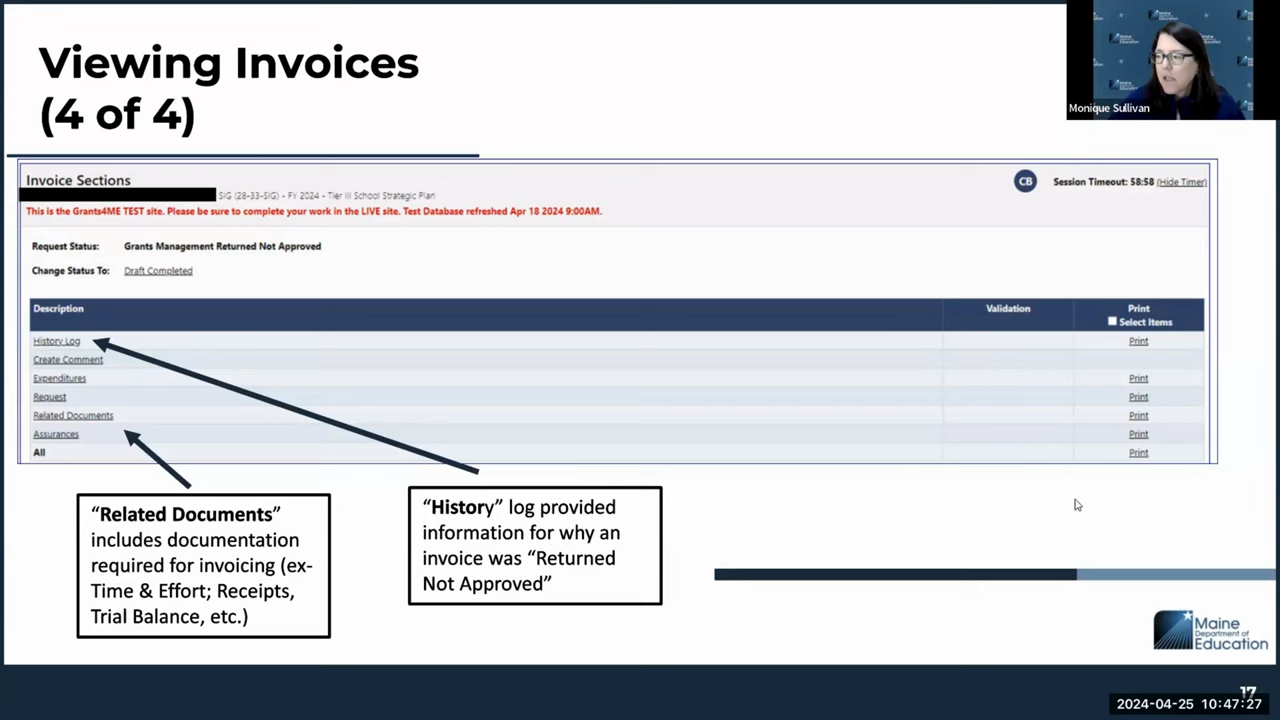 Viewing Invoices
(4 of 4)
Monique Sullivan
Invoice Sections
SIG (28-33-SIG) - FY 2024 - Tier III School Strategic Plan
CB
Session Timeout: 58:58 (Hide Timer)
This is the Grants4ME TEST site. Please be sure to complete your work in the LIVE site. Test Database refreshed Apr 18 2024 9:00AM.
Request Status: Grants Management Returned Not Approved
Change Status To: Draft Completed
Description Validation Print
Select Items
History Log Print
Create Comment
Expenditures Print
Request Print
Related Documents Print
Assurances Print
All Print
“Related Documents”
includes documentation
required for invoicing (ex-
Time & Effort; Receipts,
Trial Balance, etc.)
“History” log provided
information for why an
invoice was “Returned
Not Approved”
Maine
Department of
Education
17
2024-04-25 10:47:27